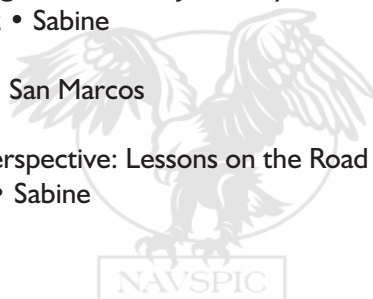 • Sabine
San Marcos
erspective: Lessons on the Road
• Sabine
NAVSPIC